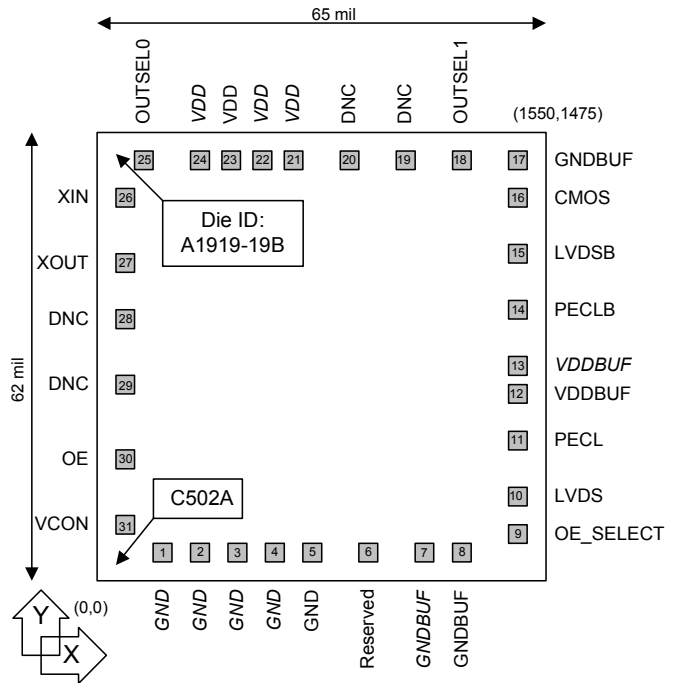 65 mil
OUTSEL0
VDD
VDD
VDD
VDD
DNC
DNC
OUTSEL1
(1550,1475)
25
24
23
22
21
20
19
18
17
GNDBUF
XIN
26
16
CMOS
Die ID:
A1919-19B
XOUT
27
15
LVDSB
DNC
28
14
PECLB
62 mil
13
VDDBUF
DNC
29
12
VDDBUF
11
PECL
OE
30
C502A
10
LVDS
VCON
31
9
OE_SELECT
1
2
3
4
5
6
7
8
Y
X
(0,0)
GND
GND
GND
GND
GND
Reserved
GNDBUF
GNDBUF